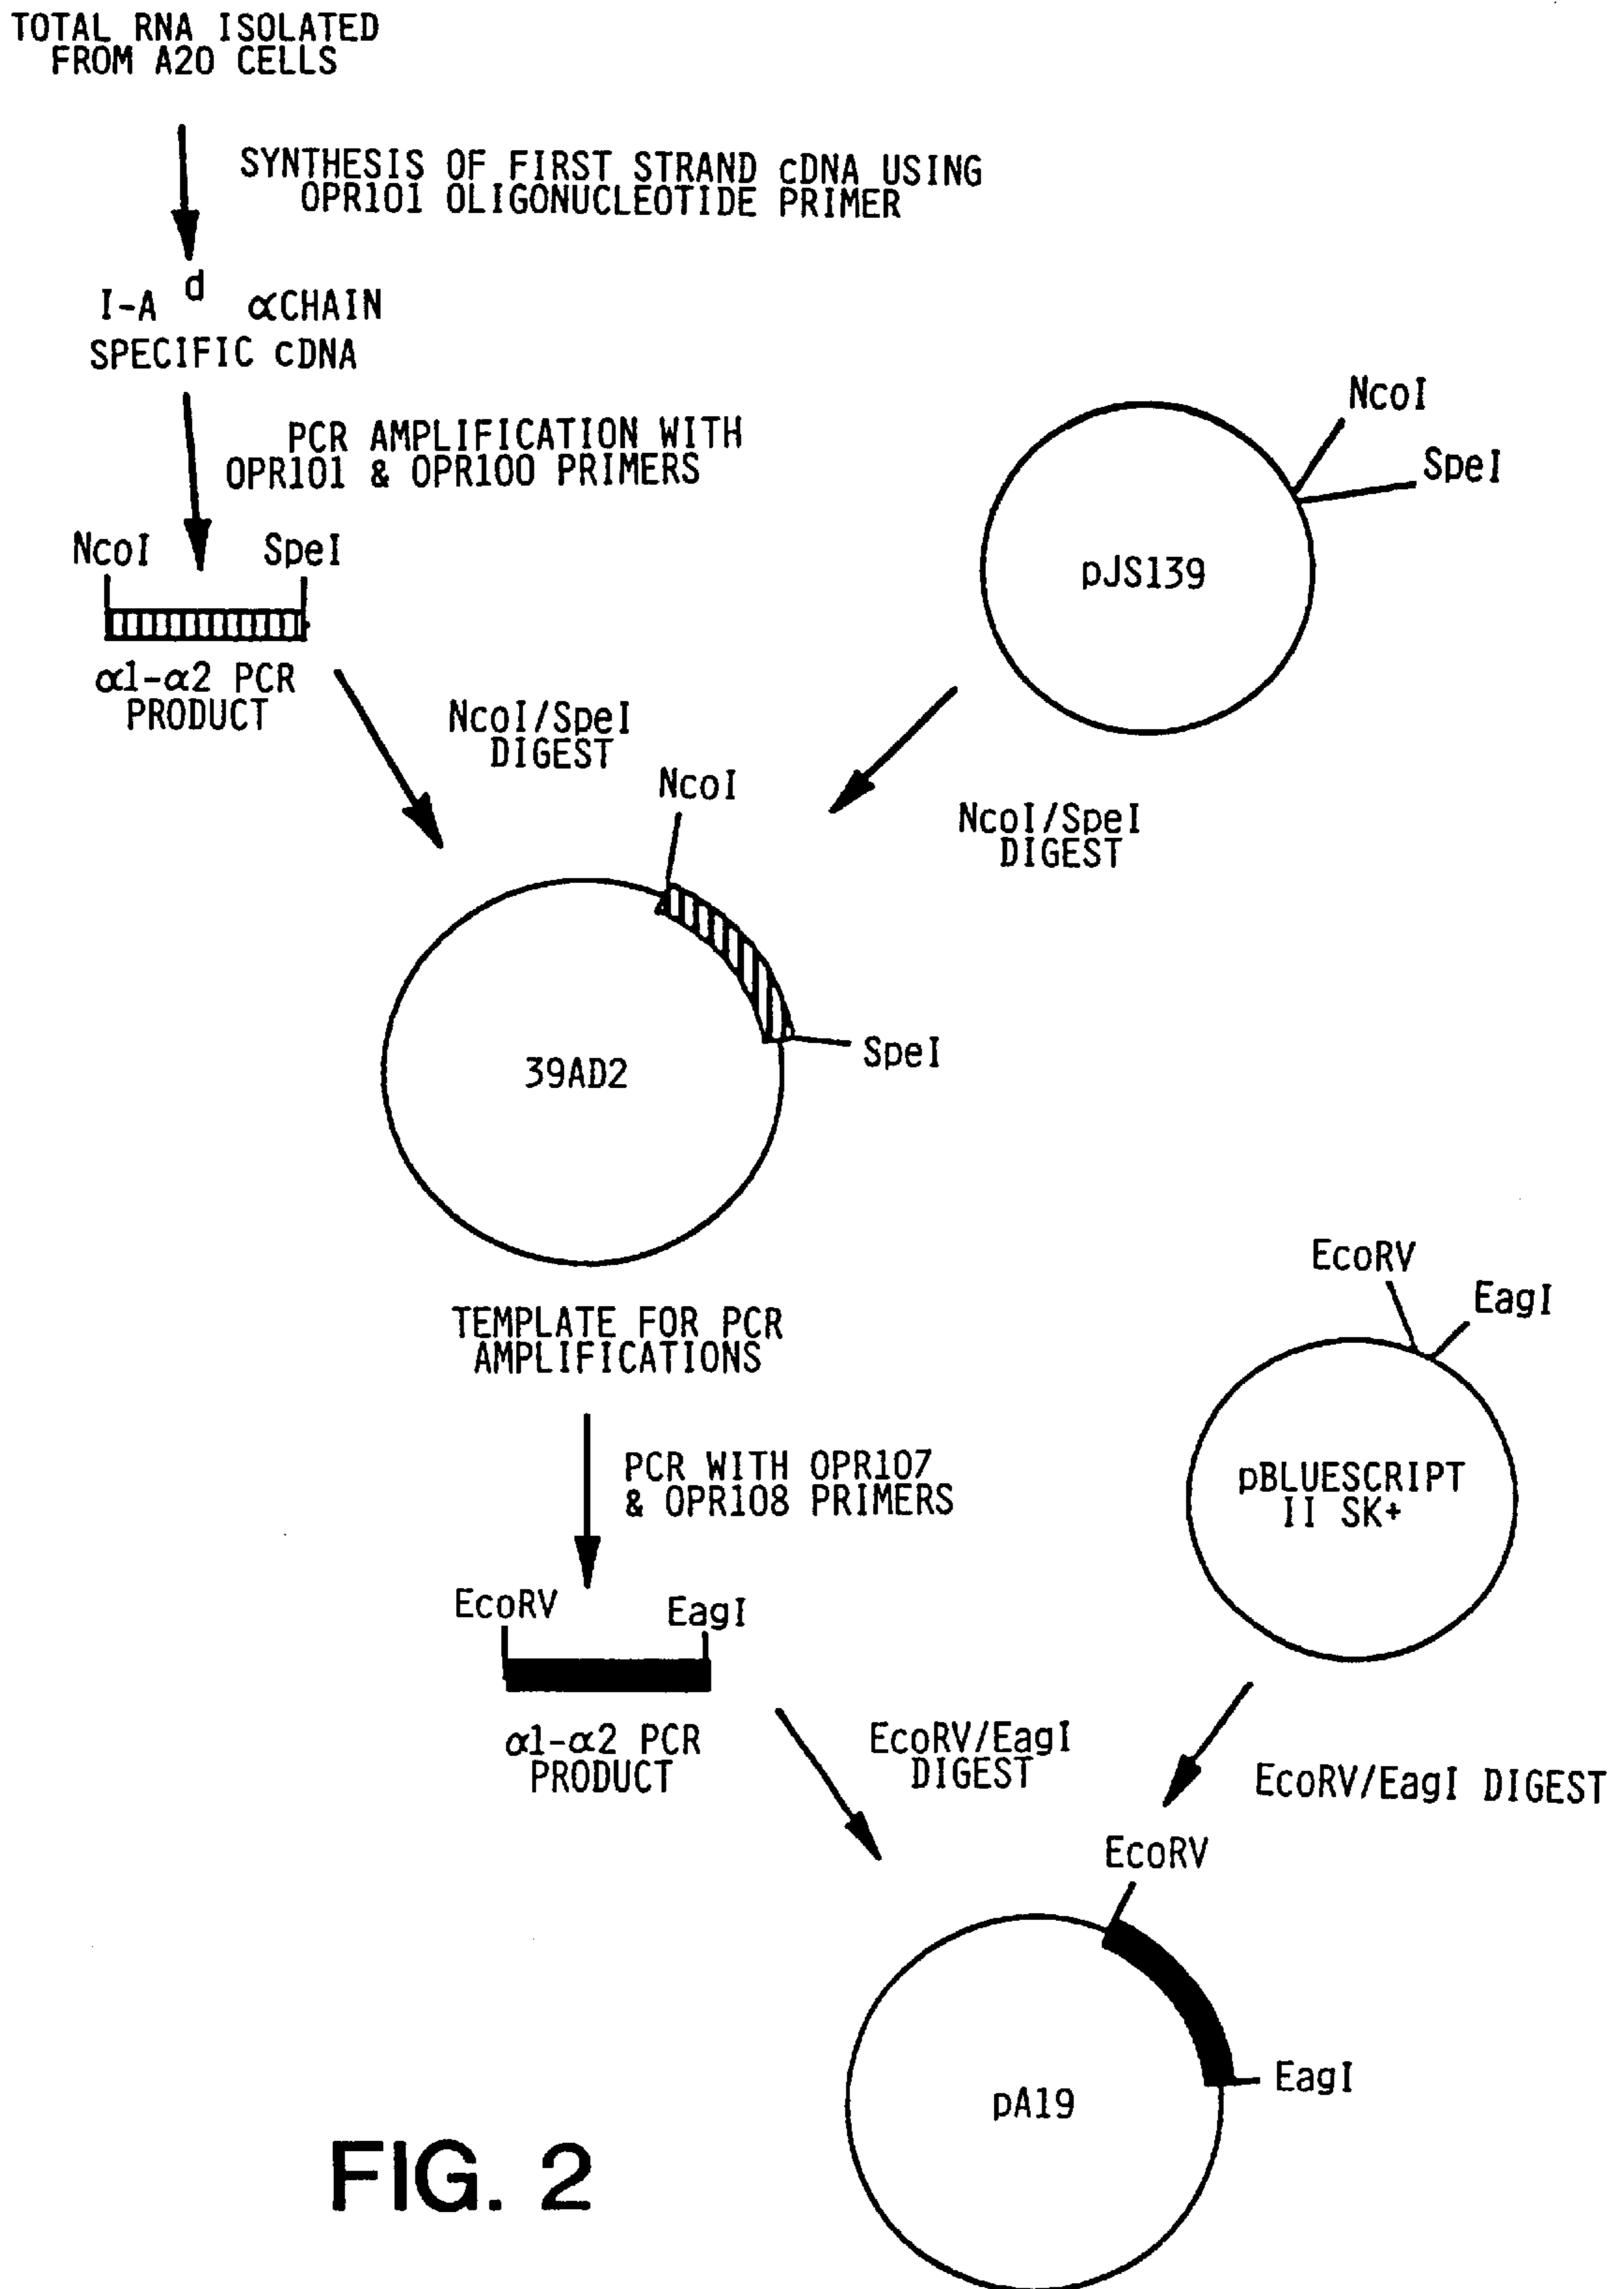 TOTAL RNA ISOLATED
FROM A20 CELLS
SYNTHESIS OF FIRST STRAND cDNA USING
OPR101 OLIGONUCLEOTIDE PRIMER
I-A d αCHAIN
SPECIFIC cDNA
PCR AMPLIFICATION WITH
OPR101 & OPR100 PRIMERS
NcoI SpeI
α1-α2 PCR
PRODUCT
NcoI
SpeI
pJS139
NcoI/SpeI
DIGEST
NcoI/SpeI
DIGEST
NcoI
SpeI
39AD2
TEMPLATE FOR PCR
AMPLIFICATIONS
PCR WITH OPR107
& OPR108 PRIMERS
EcoRV EagI
α1-α2 PCR
PRODUCT
EcoRV
EagI
pBLUESCRIPT
II SK+
EcoRV/EagI
DIGEST
EcoRV/EagI DIGEST
EcoRV
EagI
pA19
FIG. 2